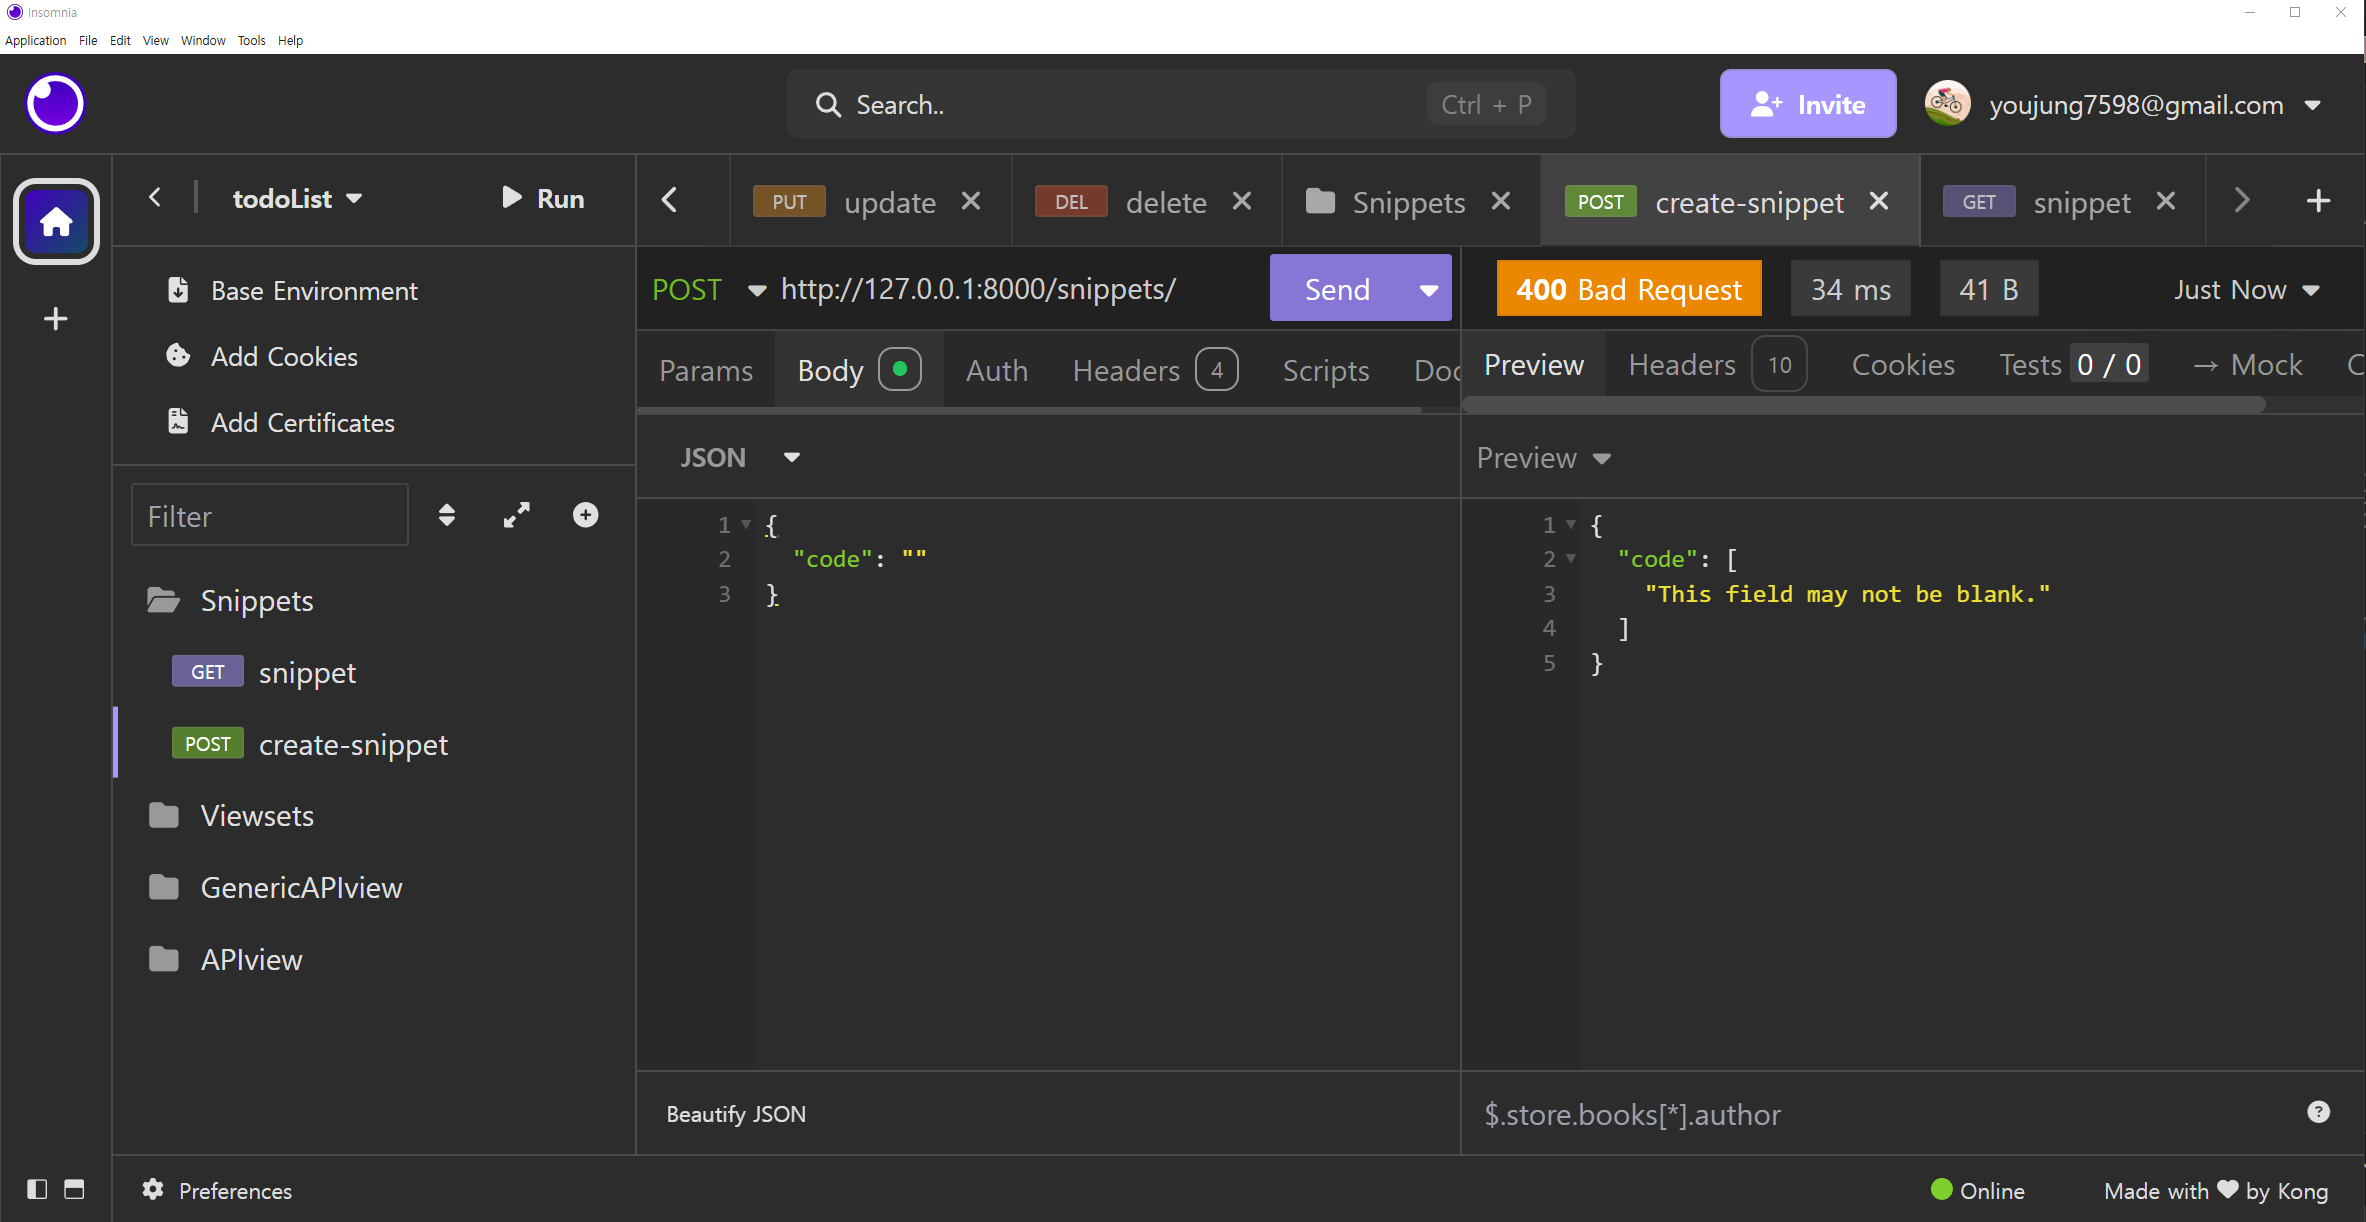 Insomnia
Application File Edit View Window Tools Help
Search.. Ctrl + P
Invite
youjung7598@gmail.com
todoList
Run
PUT update
DEL delete
Snippets
POST create-snippet
GET snippet
Base Environment
Add Cookies
Add Certificates
Filter
Snippets
GET snippet
POST create-snippet
Viewsets
GenericAPIview
APIview
POST http://127.0.0.1:8000/snippets/ Send
Params Body Auth Headers 4 Scripts Doc
JSON
1 {
2 "code": ""
3 }
Beautify JSON
400 Bad Request 34 ms 41 B Just Now
Preview Headers 10 Cookies Tests 0 / 0 → Mock C
Preview
1 {
2 "code": [
3 "This field may not be blank."
4 ]
5 }
$.store.books[*].author
Preferences
Online
Made with ♥ by Kong